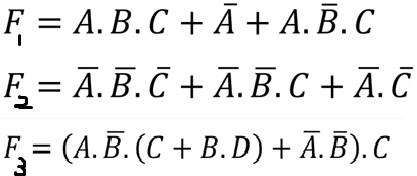 F₁ = A.B.C + A̅ + A.B̅.C
F₂ = A̅.B̅.C̅ + A̅.B̅.C + A̅.C̅
F₃ = (A.B̅.(C + B.D) + A̅.B̅).C